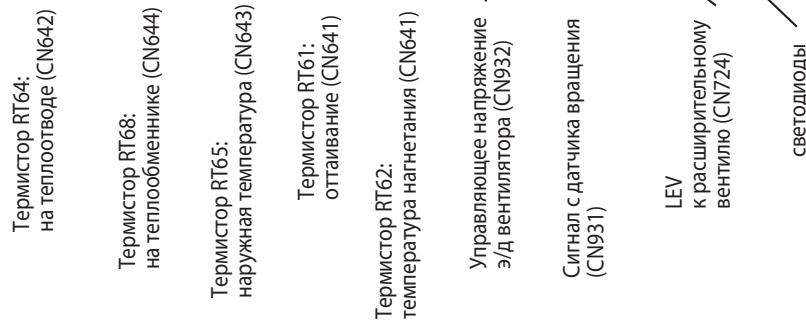 Термистор RT64:
на теплоотводе (CN642)
Термистор RT68:
на теплообменнике (CN644)
Термистор RT65:
наружная температура (CN643)
Термистор RT61:
оттаивание (CN641)
Термистор RT62:
температура нагнетания (CN641)
Управляющее напряжение
э/д вентилятора (CN932)
Сигнал с датчика вращения
(CN931)
LEV
к расширительному
вентилю (CN724)
светодиоды